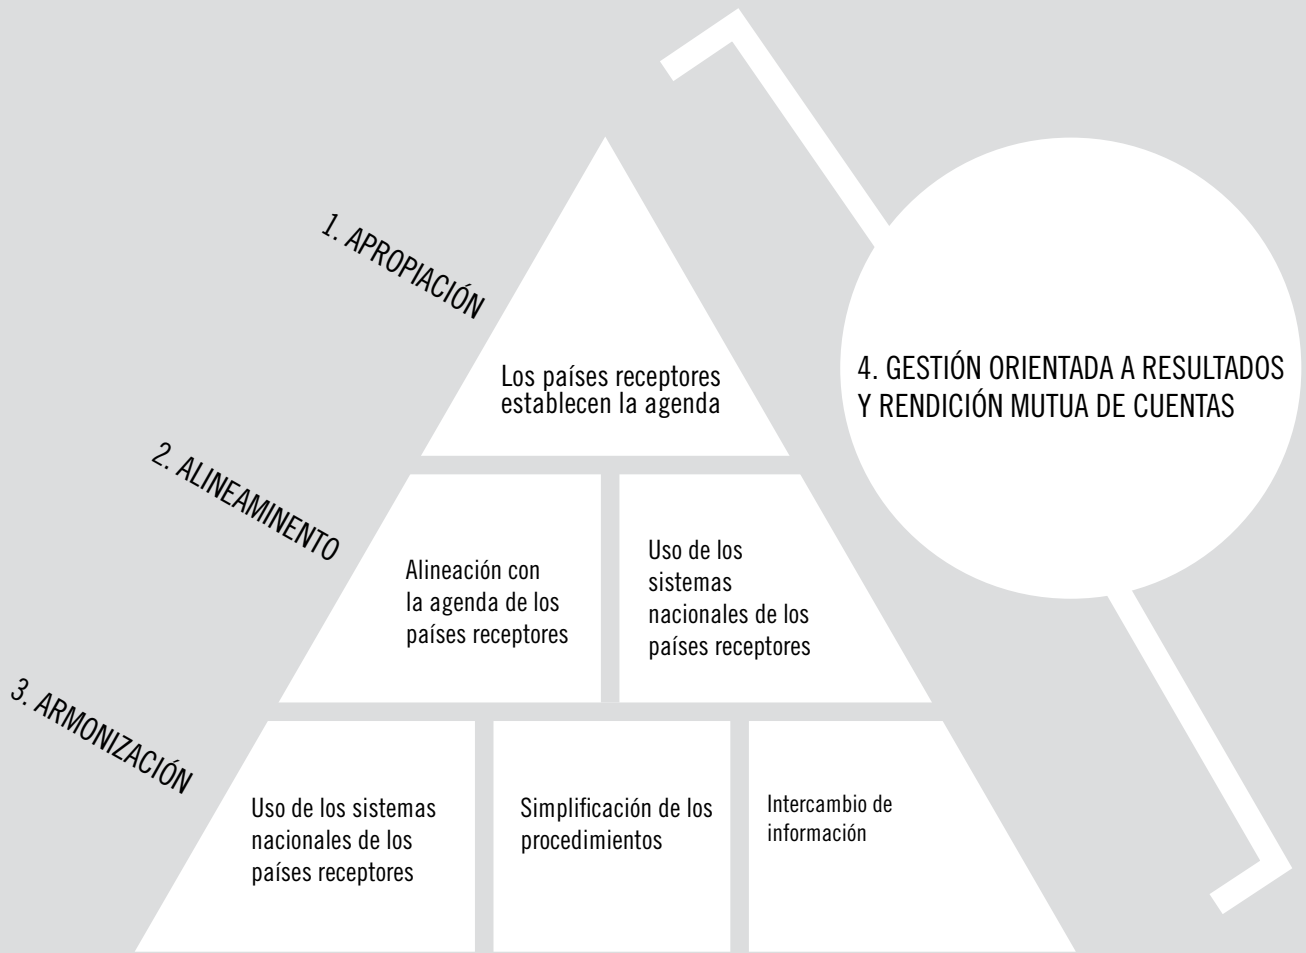 1. APROPIACIÓN
Los países receptores
establecen la agenda
4. GESTIÓN ORIENTADA A RESULTADOS
Y RENDICIÓN MUTUA DE CUENTAS
2. ALINEAMINENTO
Alineación con
la agenda de los
países receptores
Uso de los
sistemas
nacionales de los
países receptores
3. ARMONIZACIÓN
Uso de los sistemas
nacionales de los
países receptores
Simplificación de los
procedimientos
Intercambio de
información